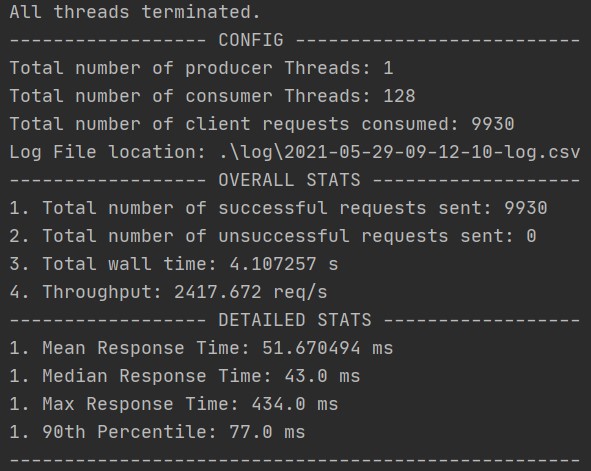 All threads terminated.
----------------- CONFIG --------------------------
Total number of producer Threads: 1
Total number of consumer Threads: 128
Total number of client requests consumed: 9930
Log File location: .\log\2021-05-29-09-12-10-log.csv
----------------- OVERALL STATS -------------------
1. Total number of successful requests sent: 9930
2. Total number of unsuccessful requests sent: 0
3. Total wall time: 4.107257 s
4. Throughput: 2417.672 req/s
----------------- DETAILED STATS ------------------
1. Mean Response Time: 51.670494 ms
1. Median Response Time: 43.0 ms
1. Max Response Time: 434.0 ms
1. 90th Percentile: 77.0 ms
----------------------------------------------------